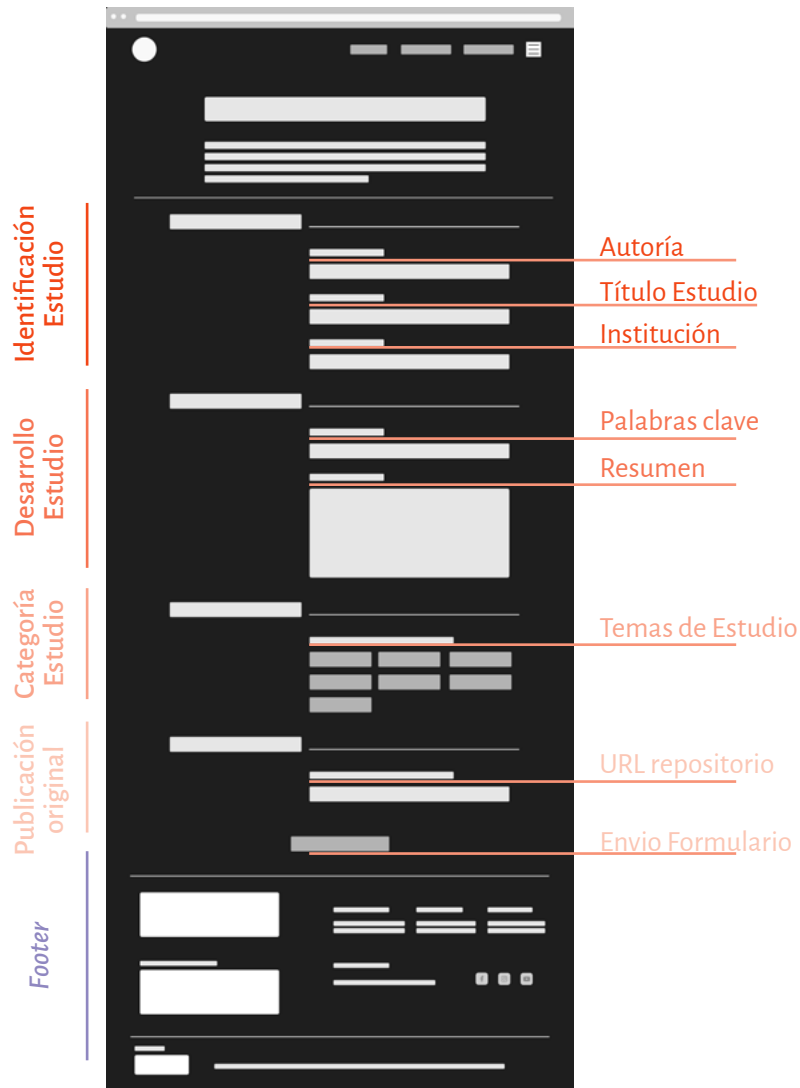 Identificación
Estudio
Autoría
Título Estudio
Institución
Desarrollo
Estudio
Palabras clave
Resumen
Categoría
Estudio
Temas de Estudio
Publicación
original
URL repositorio
Envio Formulario
Footer